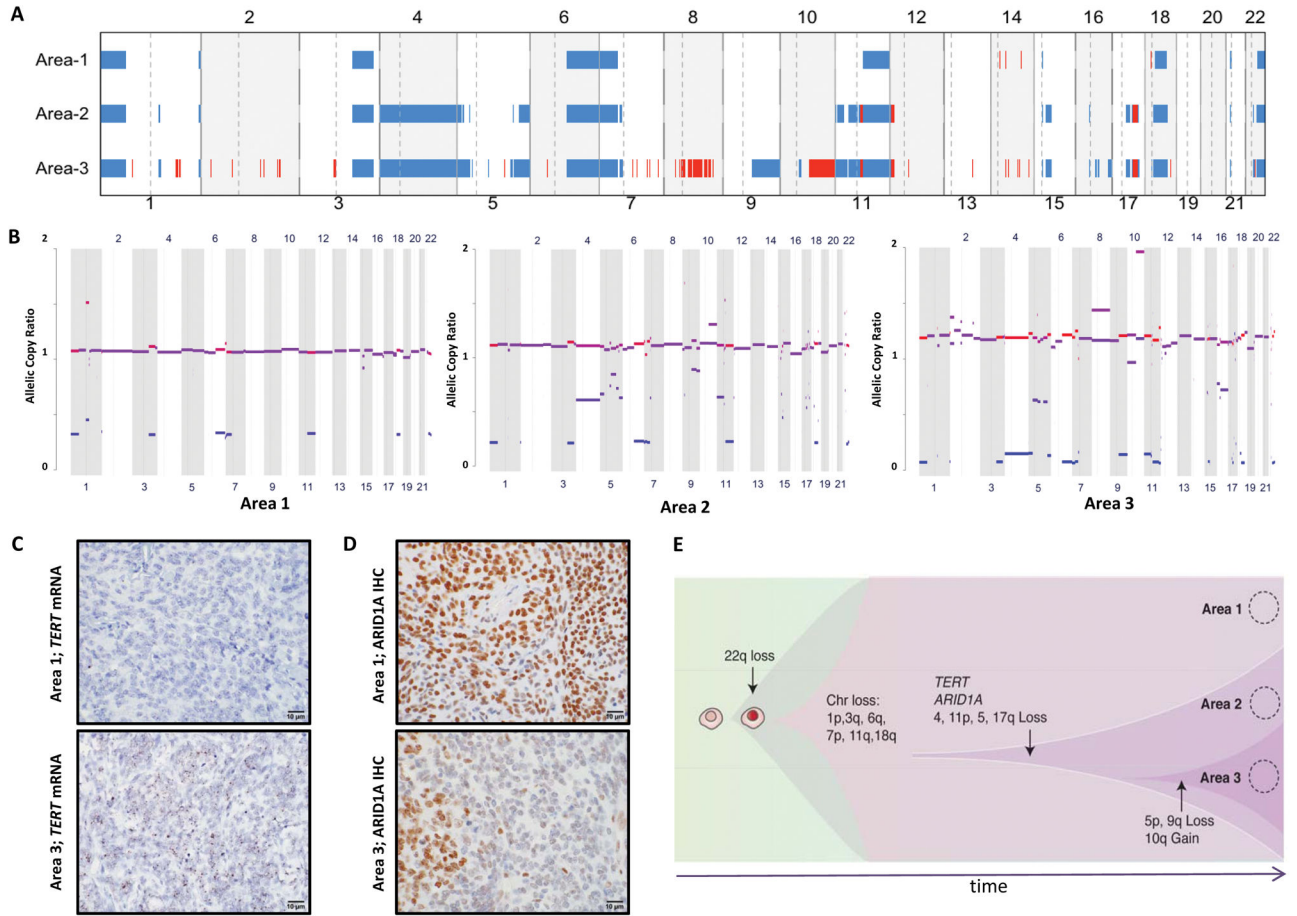 A
2 4 6 8 10 12 14 16 18 20 22
Area-1
Area-2
Area-3
1 3 5 7 9 11 13 15 17 19 21
B
2 4 6 8 10 12 14 16 18 20 22
2
1
0
Allelic Copy Ratio
1 3 5 7 9 11 13 15 17 19 21
Area 1
2 4 6 8 10 12 14 16 18 20 22
2
1
0
Allelic Copy Ratio
1 3 5 7 9 11 13 15 17 19 21
Area 2
2 4 6 8 10 12 14 16 18 20 22
2
1
0
Allelic Copy Ratio
1 3 5 7 9 11 13 15 17 19 21
Area 3
C
Area 1; TERT mRNA
10 µm
Area 3; TERT mRNA
10 µm
D
Area 1; ARID1A IHC
10 µm
Area 3; ARID1A IHC
10 µm
E
22q loss
Chr loss:
1p,3q, 6q,
7p, 11q,18q
TERT
ARID1A
4, 11p, 5, 17q Loss
Area 1
Area 2
Area 3
5p, 9q Loss
10q Gain
time